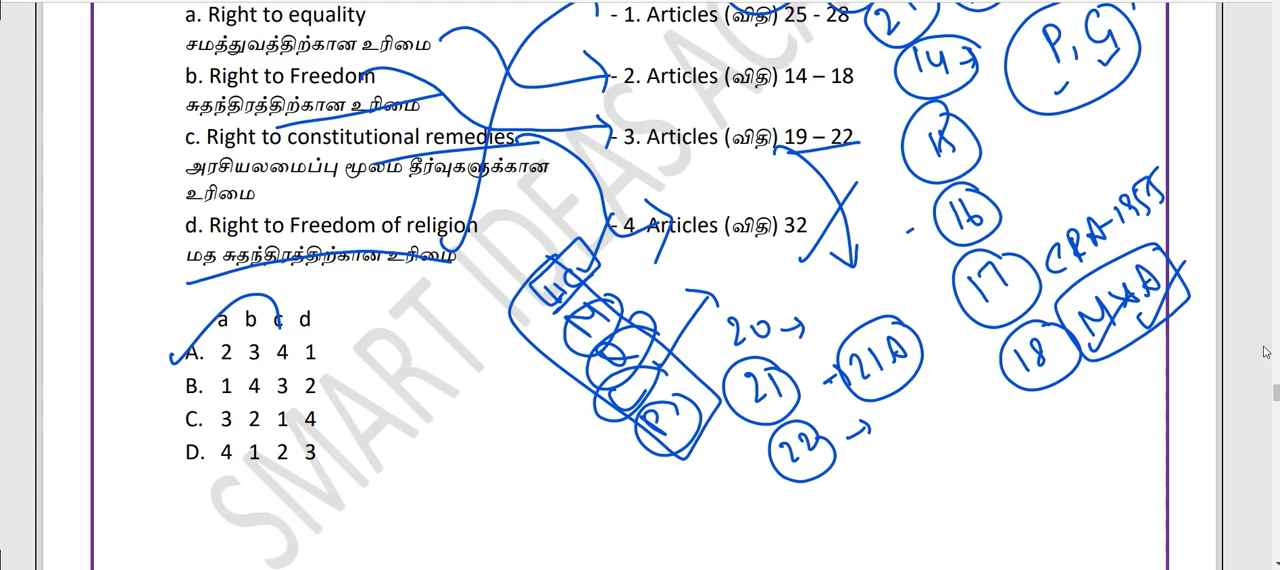 a. Right to equality - 1. Articles (விதி) 25 - 28
சமத்துவத்திற்கான உரிமை
b. Right to Freedom - 2. Articles (விதி) 14 – 18
சுதந்திரத்திற்கான உரிமை
c. Right to constitutional remedies - 3. Articles (விதி) 19 – 22
அரசியலமைப்பு மூலம் தீர்வுகளுக்கான
உரிமை
d. Right to Freedom of religion - 4. Articles (விதி) 32
மத சுதந்திரத்திற்கான உரிமை
a b c d
A. 2 3 4 1
B. 1 4 3 2
C. 3 2 1 4
D. 4 1 2 3
P, G
14
15
16
17 CRA-1955
18
20
21 - 21A
22
SMART IDEAS